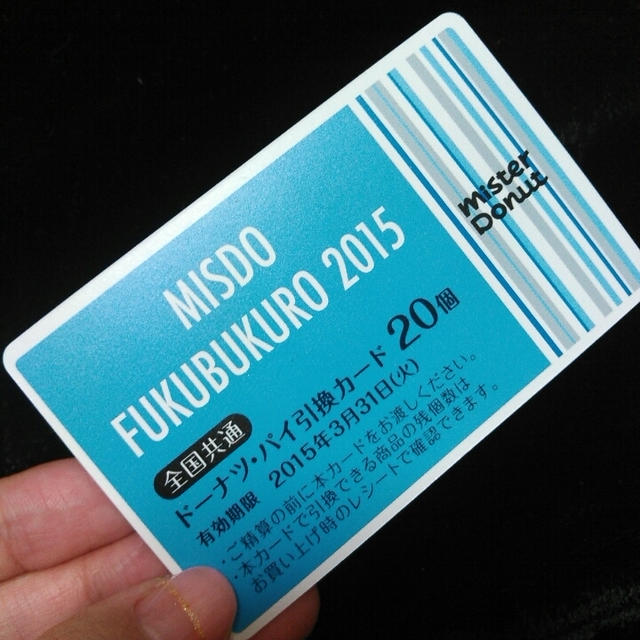 mister
Donut
MISDO
FUKUBUKURO 2015
全国共通
ドーナツ・パイ引換カード 20個
有効期限 2015年3月31日(火)
・ご精算の前に本カードをお渡しください。
・本カードで引換できる商品の残個数は
お買い上げ時のレシートで確認できます。